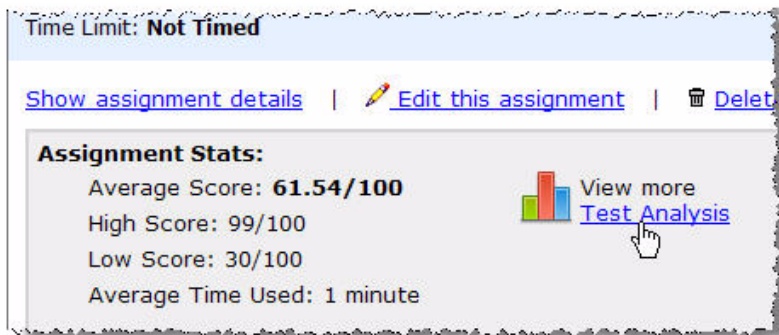 Time Limit: Not Timed
Show assignment details | Edit this assignment | Delet
Assignment Stats:
Average Score: 61.54/100
High Score: 99/100
Low Score: 30/100
Average Time Used: 1 minute
View more
Test Analysis